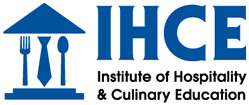 IHCE
Institute of Hospitality
& Culinary Education